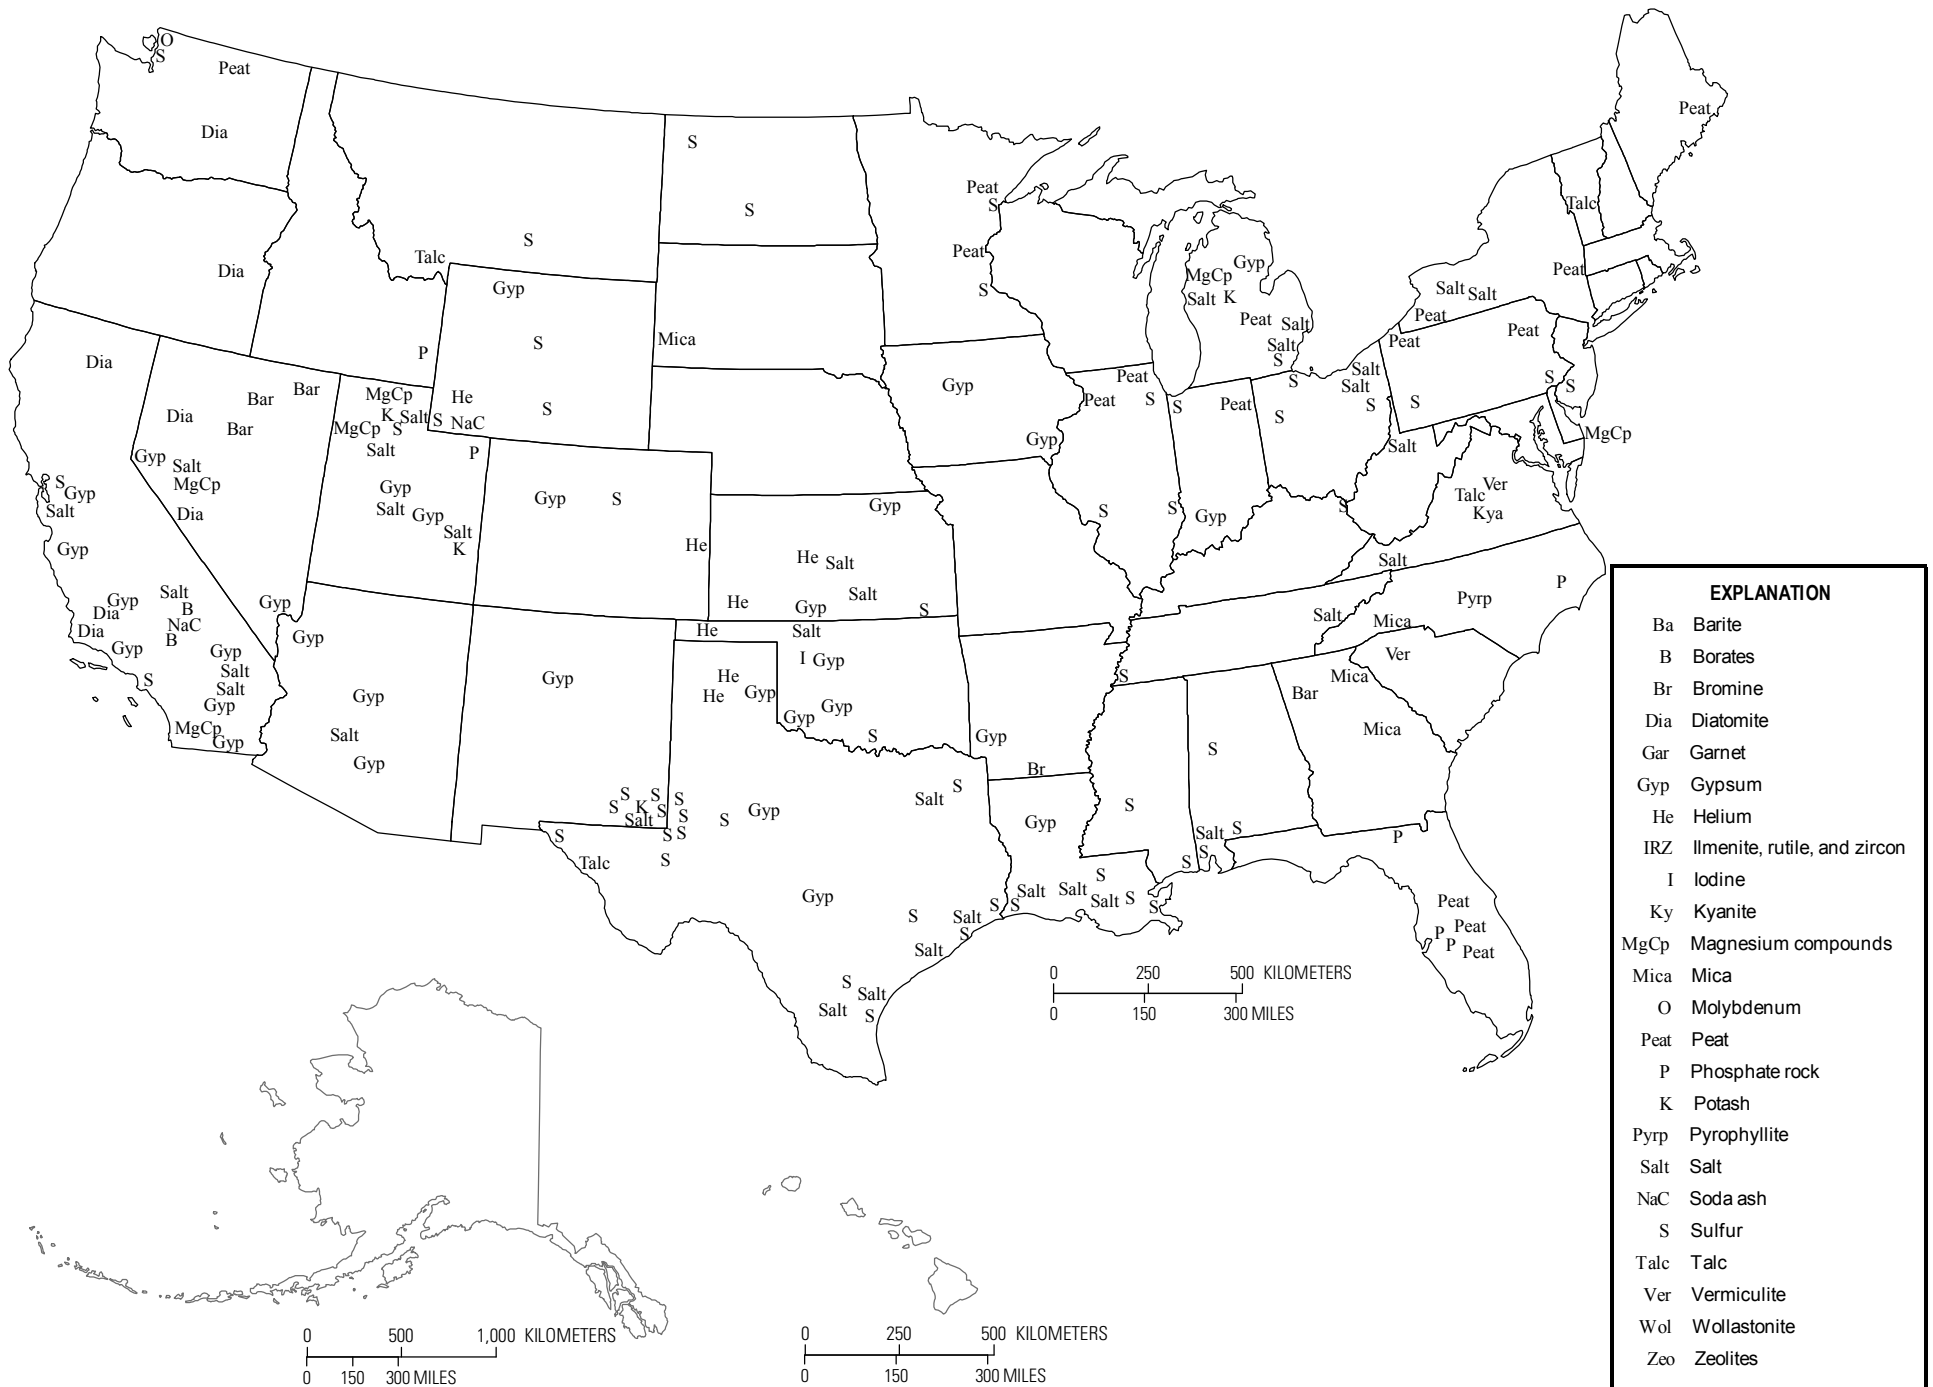 O
S
Peat
Dia
Dia
Talc
S
S
S
Peat
S
Peat
S
Peat
Talc
Peat
Salt Salt
Peat
Gyp
MgCp
Salt K
Peat Salt
Salt
S
Gyp
S
S
He
NaC
S
P
Mica
Dia
Bar
Bar
Dia
Bar
MgCp
K Salt
MgCp S
Salt
P
Gyp
Salt
MgCp
Dia
Gyp
Gyp
Salt
Gyp
Salt
K
Gyp
S
He
Gyp
Gyp
Peat
Peat
S
S
Peat
S
S
S
Gyp
S
Salt
Salt
S
S
Peat
Peat
S
S
S
MgCp
Salt
S
Ver
Talc
Kya
Salt
S
Gyp
Salt
Gyp
Salt
B
NaC
B
Gyp
Dia
Dia
Gyp
S
Gyp
Salt
Salt
Gyp
MgCp
Gyp
Gyp
Gyp
Salt
Gyp
Gyp
S
S
S
K
S
Salt
Gyp
He Salt
Salt
He
Gyp
S
He
Salt
I Gyp
He
He
Gyp
Gyp
Gyp
S
Gyp
Br
S
Salt
Mica
Pyrp
P
Ver
Mica
Bar
Mica
S
S
Salt S
S
S
P
Peat
Peat
P
P
Peat
S
S
S
S
S
S
S
Talc
S
Gyp
Salt
S
Gyp
S
Salt
S
S
Salt
S
Salt
S
Salt
Gyp
S
Salt
Salt
S
Salt
S
S
0 250 500 KILOMETERS
0 150 300 MILES
0 500 1,000 KILOMETERS
0 150 300 MILES
0 250 500 KILOMETERS
0 150 300 MILES
EXPLANATION
Ba Barite
B Borates
Br Bromine
Dia Diatomite
Gar Garnet
Gyp Gypsum
He Helium
IRZ Ilmenite, rutile, and zircon
I Iodine
Ky Kyanite
MgCp Magnesium compounds
Mica Mica
O Molybdenum
Peat Peat
P Phosphate rock
K Potash
Pyrp Pyrophyllite
Salt Salt
NaC Soda ash
S Sulfur
Talc Talc
Ver Vermiculite
Wol Wollastonite
Zeo Zeolites